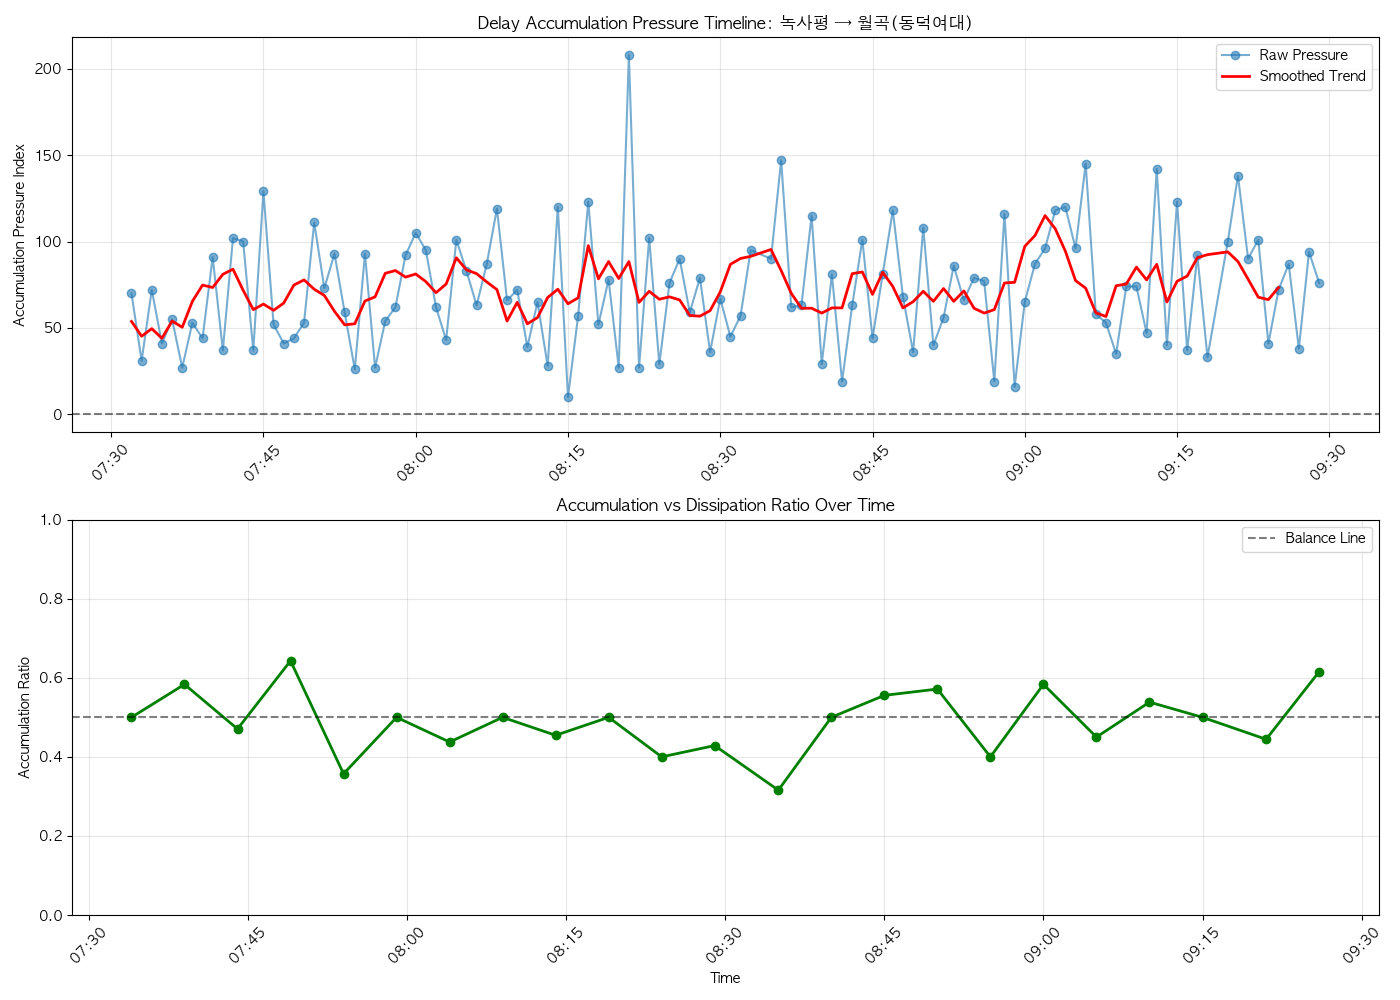 Delay Accumulation Pressure Timeline: 녹사평 → 월곡(동덕여대)
Accumulation Pressure Index
200
150
100
50
0
Raw Pressure
Smoothed Trend
07:30 07:45 08:00 08:15 08:30 08:45 09:00 09:15 09:30
Accumulation vs Dissipation Ratio Over Time
Accumulation Ratio
1.0
0.8
0.6
0.4
0.2
0.0
Balance Line
07:30 07:45 08:00 08:15 08:30 08:45 09:00 09:15 09:30
Time